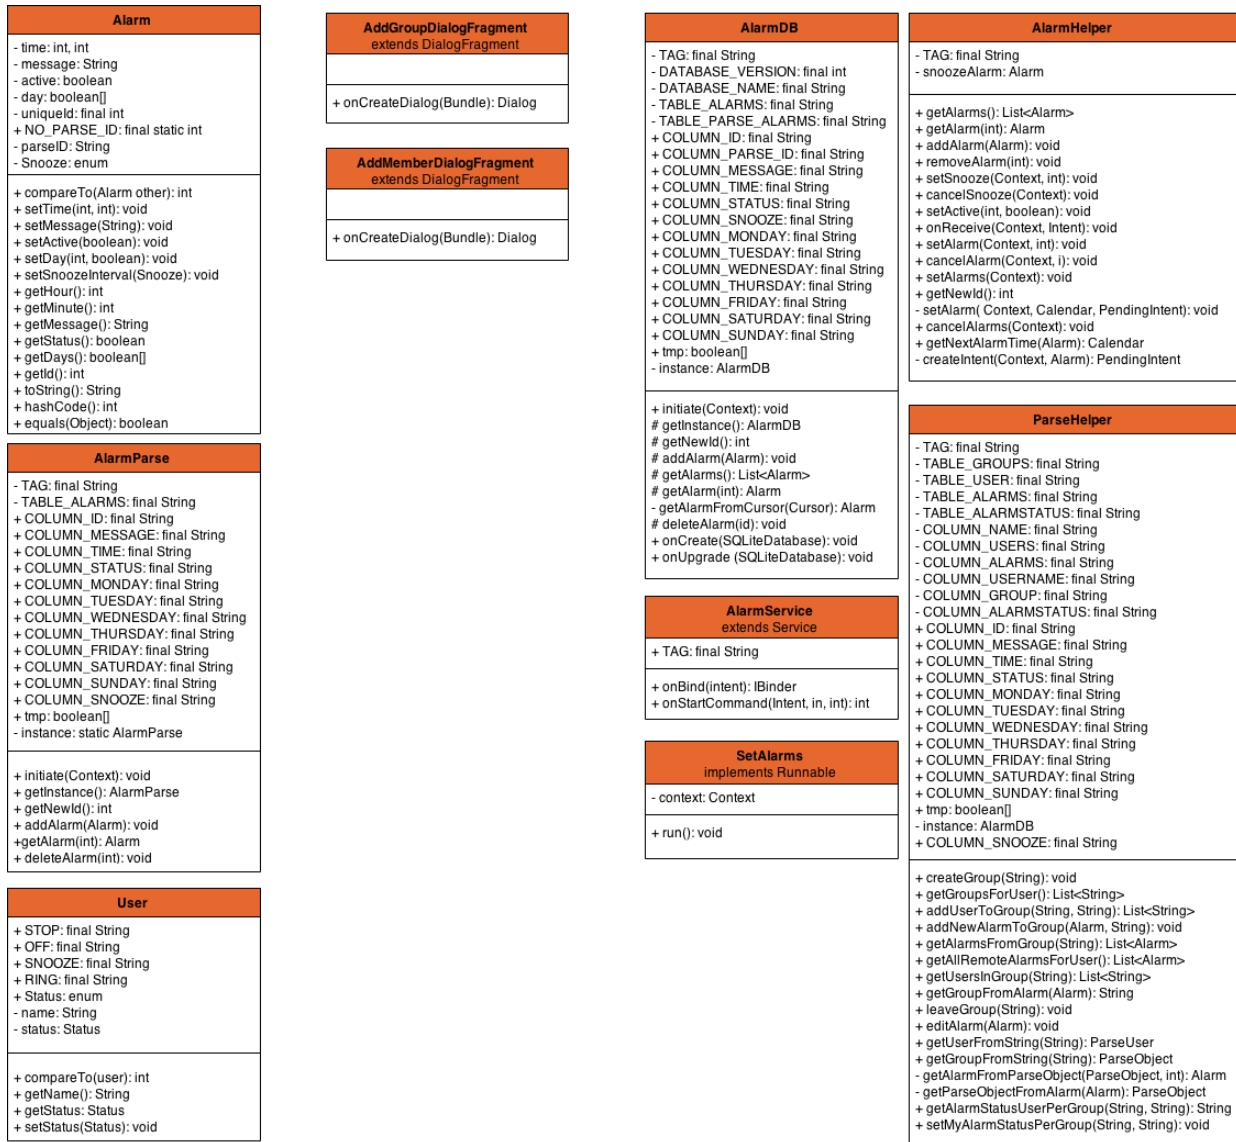 Alarm
- time: int, int
- message: String
- active: boolean
- day: boolean[]
- uniqueId: final int
+ NO_PARSE_ID: final static int
- parseID: String
- Snooze: enum
+ compareTo(Alarm other): int
+ setTime(int, int): void
+ setMessage(String): void
+ setActive(boolean): void
+ setDay(int, boolean): void
+ setSnoozeInterval(Snooze): void
+ getHour(): int
+ getMinute(): int
+ getMessage(): String
+ getStatus(): boolean
+ getDays(): boolean[]
+ getId(): int
+ toString(): String
+ hashCode(): int
+ equals(Object): boolean
AlarmParse
- TAG: final String
- TABLE_ALARMS: final String
+ COLUMN_ID: final String
+ COLUMN_MESSAGE: final String
+ COLUMN_TIME: final String
+ COLUMN_STATUS: final String
+ COLUMN_MONDAY: final String
+ COLUMN_TUESDAY: final String
+ COLUMN_WEDNESDAY: final String
+ COLUMN_THURSDAY: final String
+ COLUMN_FRIDAY: final String
+ COLUMN_SATURDAY: final String
+ COLUMN_SUNDAY: final String
+ COLUMN_SNOOZE: final String
+ tmp: boolean[]
- instance: static AlarmParse
+ initiate(Context): void
+ getInstance(): AlarmParse
+ getNewId(): int
+ addAlarm(Alarm): void
+getAlarm(int): Alarm
+ deleteAlarm(int): void
User
+ STOP: final String
+ OFF: final String
+ SNOOZE: final String
+ RING: final String
+ Status: enum
- name: String
- status: Status
+ compareTo(user): int
+ getName(): String
+ getStatus: Status
+ setStatus(Status): void
AddGroupDialogFragment
extends DialogFragment
+ onCreateDialog(Bundle): Dialog
AddMemberDialogFragment
extends DialogFragment
+ onCreateDialog(Bundle): Dialog
AlarmDB
- TAG: final String
- DATABASE_VERSION: final int
- DATABASE_NAME: final String
- TABLE_ALARMS: final String
- TABLE_PARSE_ALARMS: final String
+ COLUMN_ID: final String
+ COLUMN_PARSE_ID: final String
+ COLUMN_MESSAGE: final String
+ COLUMN_TIME: final String
+ COLUMN_STATUS: final String
+ COLUMN_SNOOZE: final String
+ COLUMN_MONDAY: final String
+ COLUMN_TUESDAY: final String
+ COLUMN_WEDNESDAY: final String
+ COLUMN_THURSDAY: final String
+ COLUMN_FRIDAY: final String
+ COLUMN_SATURDAY: final String
+ COLUMN_SUNDAY: final String
+ tmp: boolean[]
- instance: AlarmDB
+ initiate(Context): void
# getInstance(): AlarmDB
# getNewId(): int
# addAlarm(Alarm): void
# getAlarms(): List<Alarm>
# getAlarm(int): Alarm
- getAlarmFromCursor(Cursor): Alarm
# deleteAlarm(id): void
+ onCreate(SQLiteDatabase): void
+ onUpgrade (SQLiteDatabase): void
AlarmService
extends Service
+ TAG: final String
+ onBind(intent): IBinder
+ onStartCommand(Intent, in, int): int
SetAlarms
implements Runnable
- context: Context
+ run(): void
AlarmHelper
- TAG: final String
- snoozeAlarm: Alarm
+ getAlarms(): List<Alarm>
+ getAlarm(int): Alarm
+ addAlarm(Alarm): void
+ removeAlarm(int): void
+ setSnooze(Context, int): void
+ cancelSnooze(Context): void
+ setActive(int, boolean): void
+ onReceive(Context, Intent): void
+ setAlarm(Context, int): void
+ cancelAlarm(Context, i): void
+ setAlarms(Context): void
+ getNewId(): int
- setAlarm( Context, Calendar, PendingIntent): void
+ cancelAlarms(Context): void
+ getNextAlarmTime(Alarm): Calendar
- createIntent(Context, Alarm): PendingIntent
ParseHelper
- TAG: final String
- TABLE_GROUPS: final String
- TABLE_USER: final String
- TABLE_ALARMS: final String
- TABLE_ALARMSTATUS: final String
- COLUMN_NAME: final String
- COLUMN_USERS: final String
- COLUMN_ALARMS: final String
- COLUMN_USERNAME: final String
- COLUMN_GROUP: final String
- COLUMN_ALARMSTATUS: final String
+ COLUMN_ID: final String
+ COLUMN_MESSAGE: final String
+ COLUMN_TIME: final String
+ COLUMN_STATUS: final String
+ COLUMN_MONDAY: final String
+ COLUMN_TUESDAY: final String
+ COLUMN_WEDNESDAY: final String
+ COLUMN_THURSDAY: final String
+ COLUMN_FRIDAY: final String
+ COLUMN_SATURDAY: final String
+ COLUMN_SUNDAY: final String
+ tmp: boolean[]
- instance: AlarmDB
+ COLUMN_SNOOZE: final String
+ createGroup(String): void
+ getGroupsForUser(): List<String>
+ addUserToGroup(String, String): List<String>
+ addNewAlarmToGroup(Alarm, String): void
+ getAlarmsFromGroup(String): List<Alarm>
+ getAllRemoteAlarmsForUser(): List<Alarm>
+ getUsersInGroup(String): List<String>
+ getGroupFromAlarm(Alarm): String
+ leaveGroup(String): void
+ editAlarm(Alarm): void
+ getUserFromString(String): ParseUser
+ getGroupFromString(String): ParseObject
- getAlarmFromParseObject(ParseObject, int): Alarm
- getParseObjectFromAlarm(Alarm): ParseObject
+ getAlarmStatusUserPerGroup(String, String): String
+ setMyAlarmStatusPerGroup(String, String): void